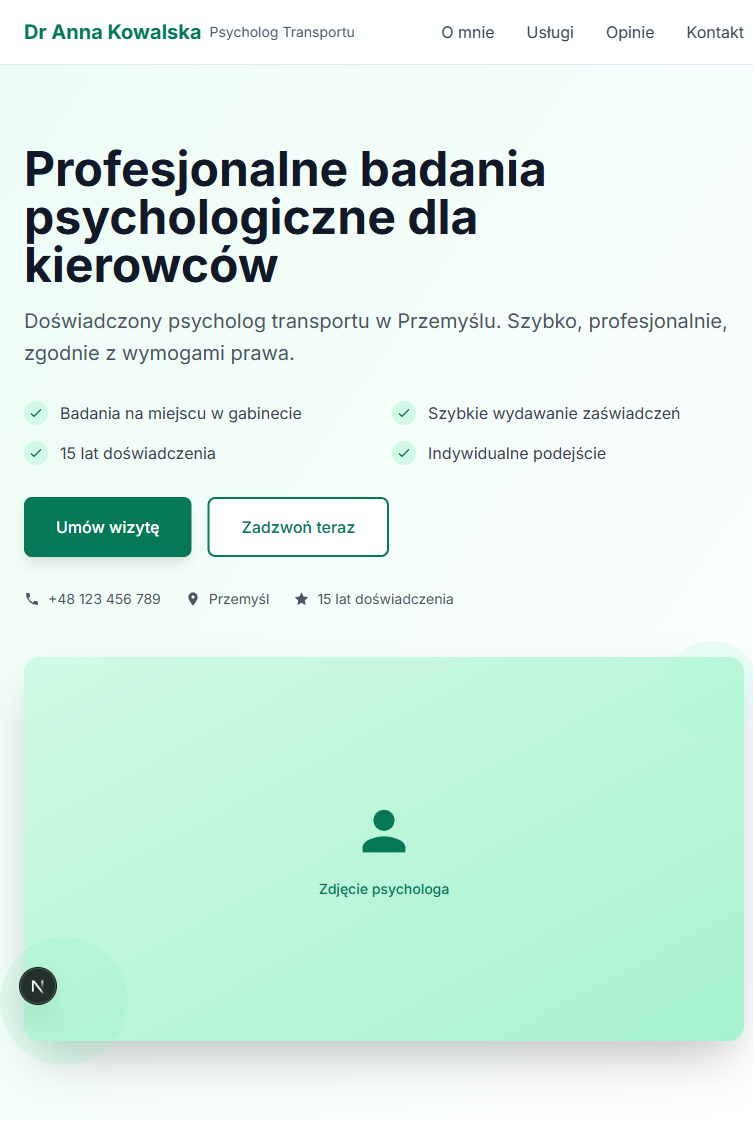 Dr Anna Kowalska Psycholog Transportu O mnie Usługi Opinie Kontakt
Profesjonalne badania
psychologiczne dla
kierowców
Doświadczony psycholog transportu w Przemyślu. Szybko, profesjonalnie,
zgodnie z wymogami prawa.
Badania na miejscu w gabinecie Szybkie wydawanie zaświadczeń
15 lat doświadczenia Indywidualne podejście
Umów wizytę Zadzwoń teraz
+48 123 456 789 Przemyśl 15 lat doświadczenia
Zdjęcie psychologa
N